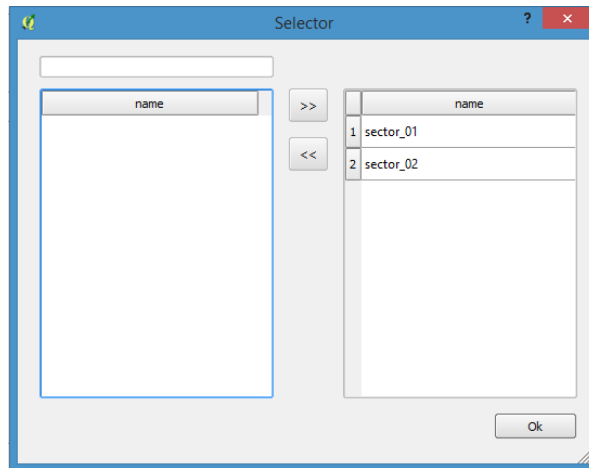 Selector
?
name
>>
<<
name
1 sector_01
2 sector_02
Ok